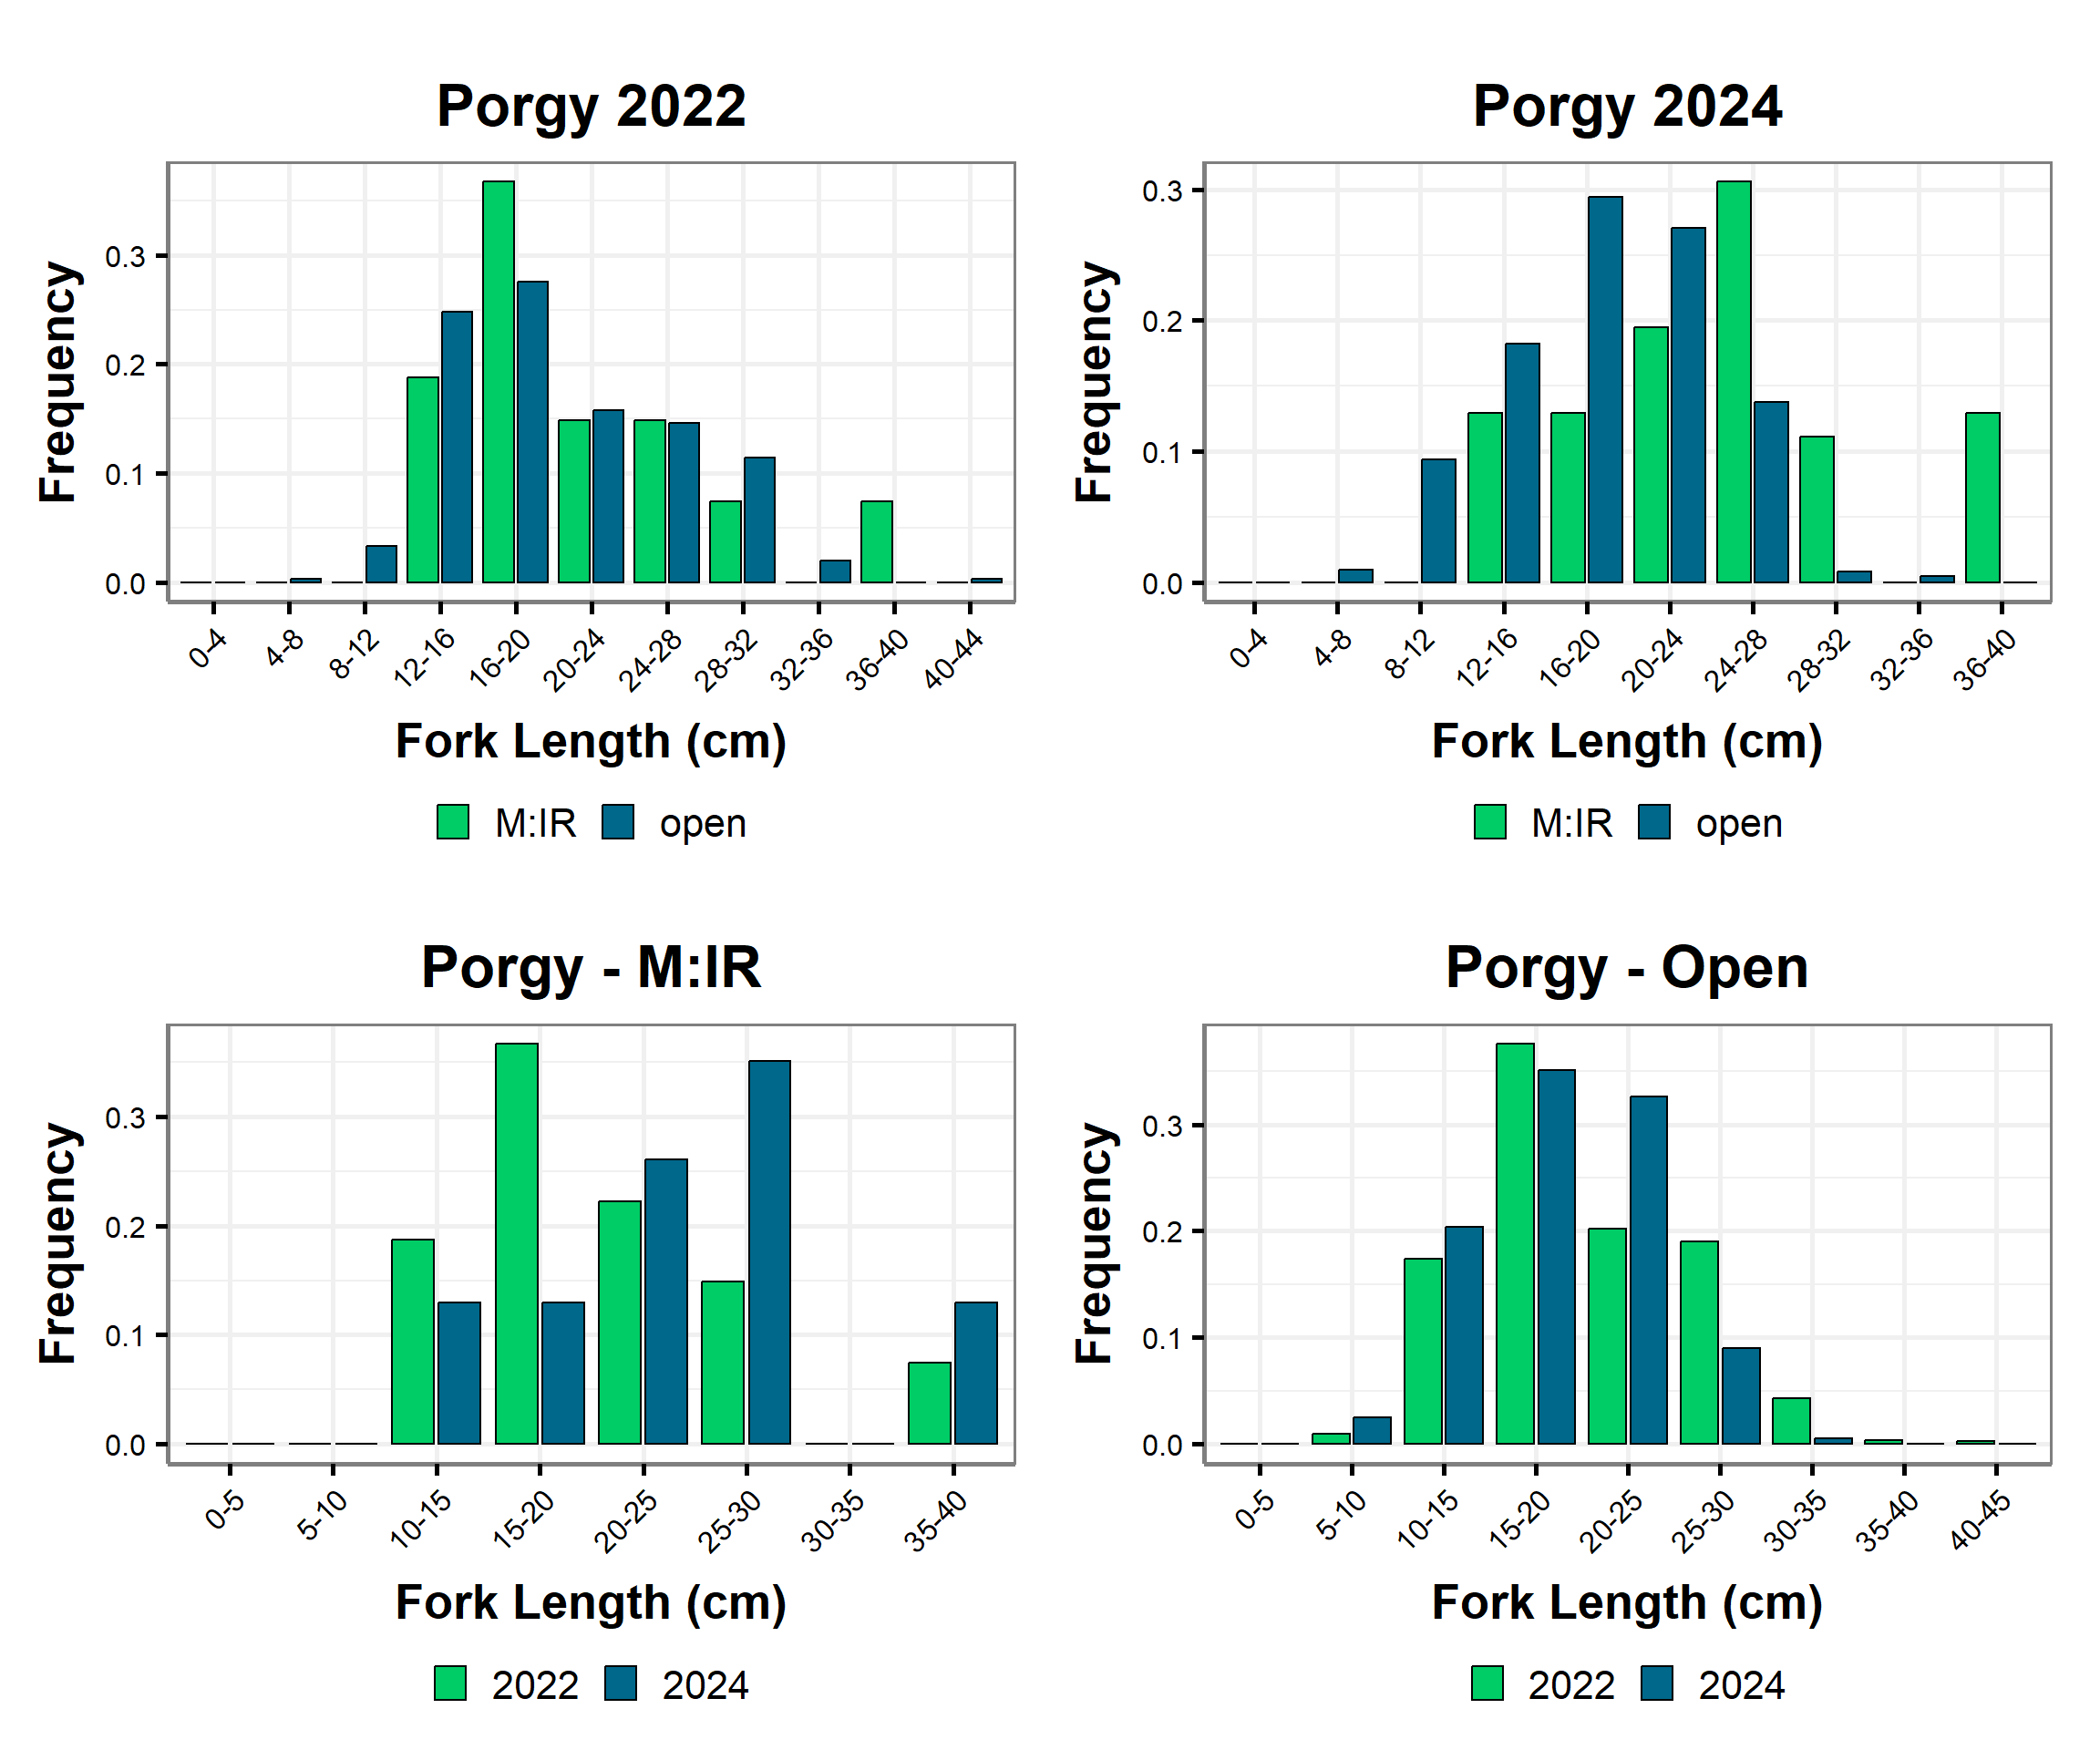 Porgy 2022
Frequency
0.3
0.2
0.1
0.0
0-4 4-8 8-12 12-16 16-20 20-24 24-28 28-32 32-36 36-40 40-44
Fork Length (cm)
M:IR open
Porgy 2024
Frequency
0.3
0.2
0.1
0.0
0-4 4-8 8-12 12-16 16-20 20-24 24-28 28-32 32-36 36-40
Fork Length (cm)
M:IR open
Porgy - M:IR
Frequency
0.3
0.2
0.1
0.0
0-5 5-10 10-15 15-20 20-25 25-30 30-35 35-40
Fork Length (cm)
2022 2024
Porgy - Open
Frequency
0.3
0.2
0.1
0.0
0-5 5-10 10-15 15-20 20-25 25-30 30-35 35-40 40-45
Fork Length (cm)
2022 2024